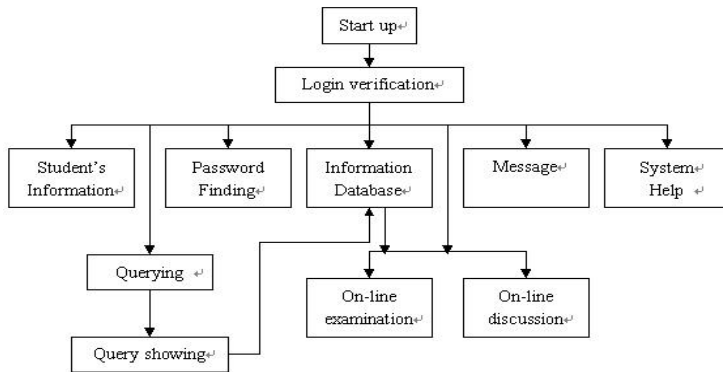 Start up
Login verification
Student's
Information
Password
Finding
Information
Database
Message
System
Help
Querying
On-line
examination
On-line
discussion
Query showing